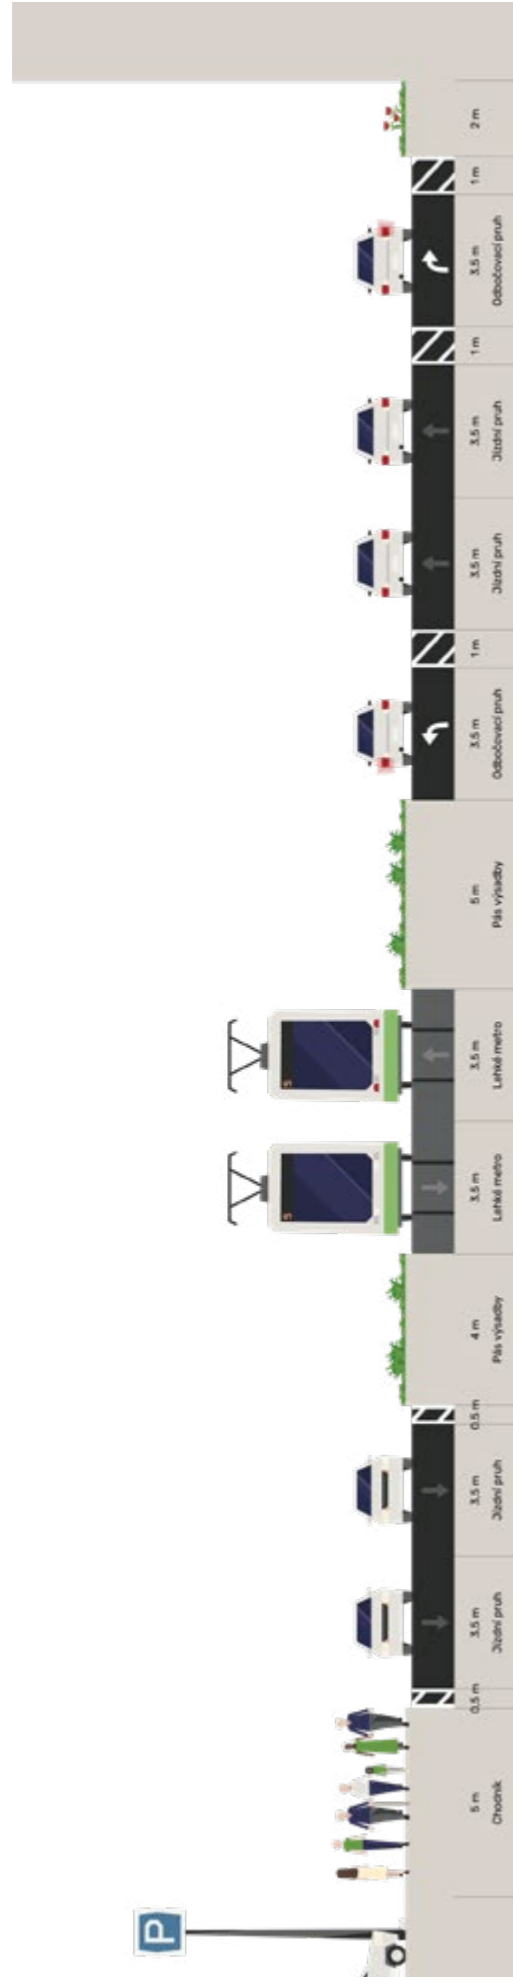 P
5 m
Chodník
0,5 m
3,5 m
Jízdní pruh
3,5 m
Jízdní pruh
0,5 m
4 m
Pás výsadby
3,5 m
Lehké metro
3,5 m
Lehké metro
5 m
Pás výsadby
3,5 m
Odbočovací pruh
1 m
3,5 m
Jízdní pruh
3,5 m
Jízdní pruh
1 m
3,5 m
Odbočovací pruh
1 m
2 m